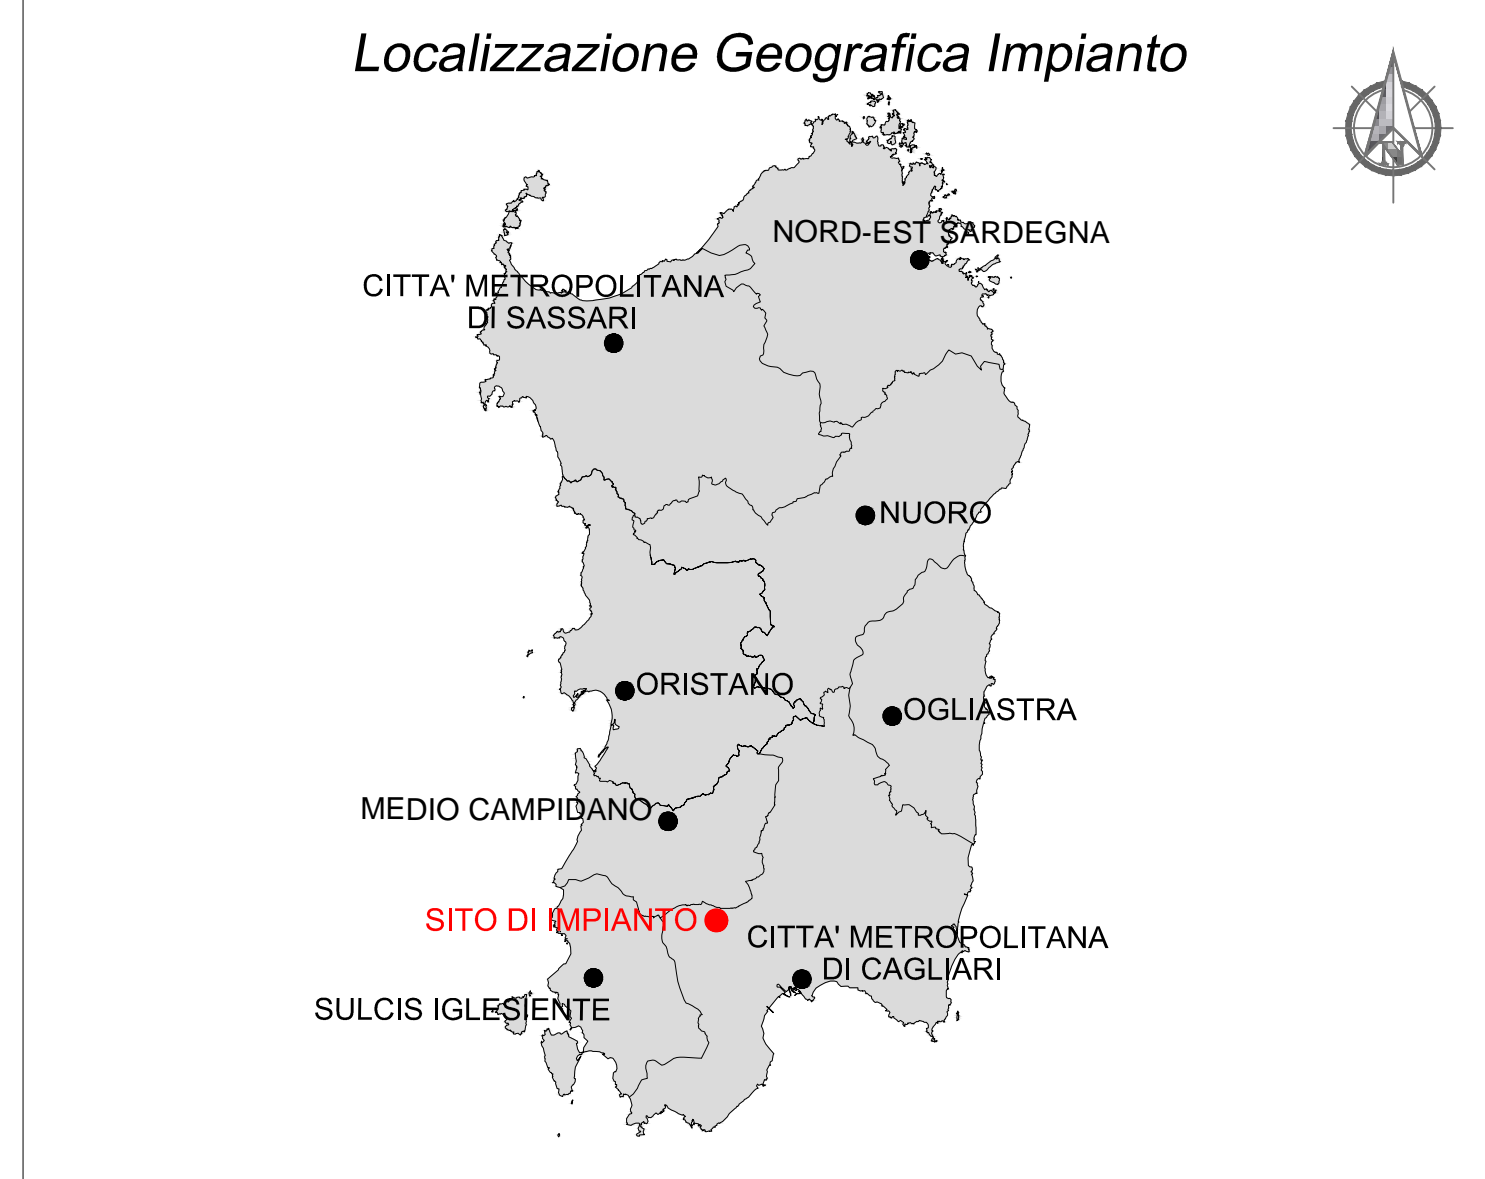 Localizzazione Geografica Impianto
N
NORD-EST SARDEGNA
CITTA' METROPOLITANA
DI SASSARI
NUORO
ORISTANO
OGLIASTRA
MEDIO CAMPIDANO
SITO DI IMPIANTO
CITTA' METROPOLITANA
DI CAGLIARI
SULCIS IGLESIENTE